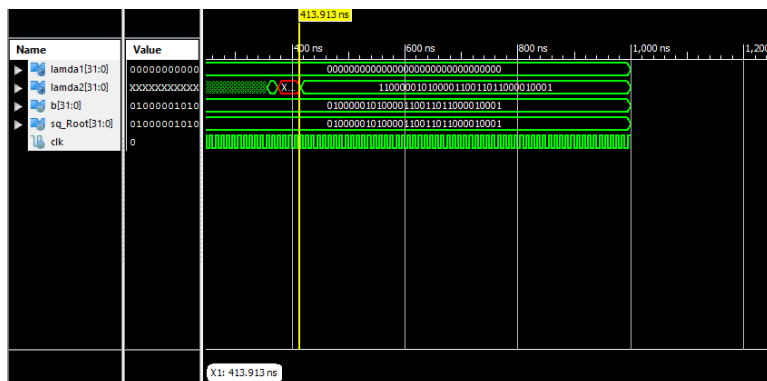 413.913 ns
Name Value 400 ns 600 ns 800 ns 1,000 ns 1,200
lamda1[31:0] 00000000000 00000000000000000000000000000000
lamda2[31:0] XXXXXXXXXXX X... 11000001010000110011011000010001
b[31:0] 01000001010 01000001010000110011011000010001
sq_Root[31:0] 01000001010 01000001010000110011011000010001
clk 0
X1: 413.913 ns